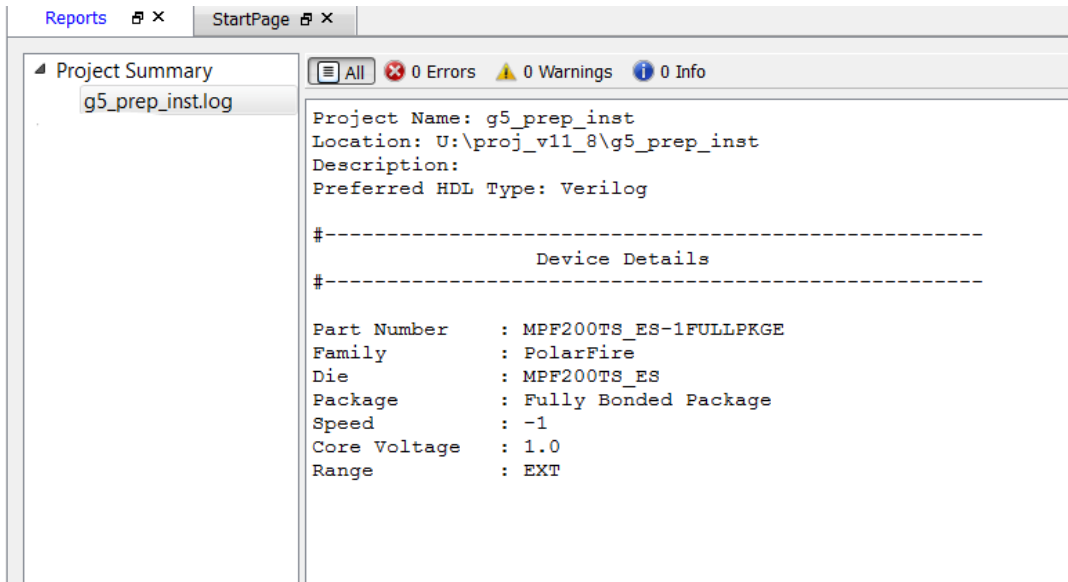 Reports
StartPage
Project Summary
g5_prep_inst.log
All 0 Errors 0 Warnings 0 Info
Project Name: g5_prep_inst
Location: U:\proj_v11_8\g5_prep_inst
Description:
Preferred HDL Type: Verilog
#-----------------------------------------------------
Device Details
#-----------------------------------------------------
Part Number : MPF200TS_ES-1FULLPKGE
Family : PolarFire
Die : MPF200TS_ES
Package : Fully Bonded Package
Speed : -1
Core Voltage : 1.0
Range : EXT